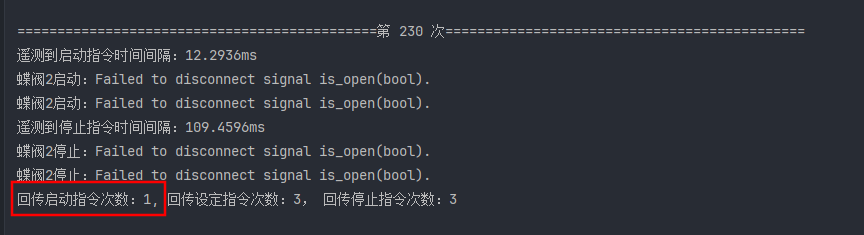 =============================================第 230 次=============================================
遥测到启动指令时间间隔：12.2936ms
蝶阀2启动：Failed to disconnect signal is_open(bool).
蝶阀2启动：Failed to disconnect signal is_open(bool).
遥测到停止指令时间间隔：109.4596ms
蝶阀2停止：Failed to disconnect signal is_open(bool).
蝶阀2停止：Failed to disconnect signal is_open(bool).
回传启动指令次数：1, 回传设定指令次数：3， 回传停止指令次数：3